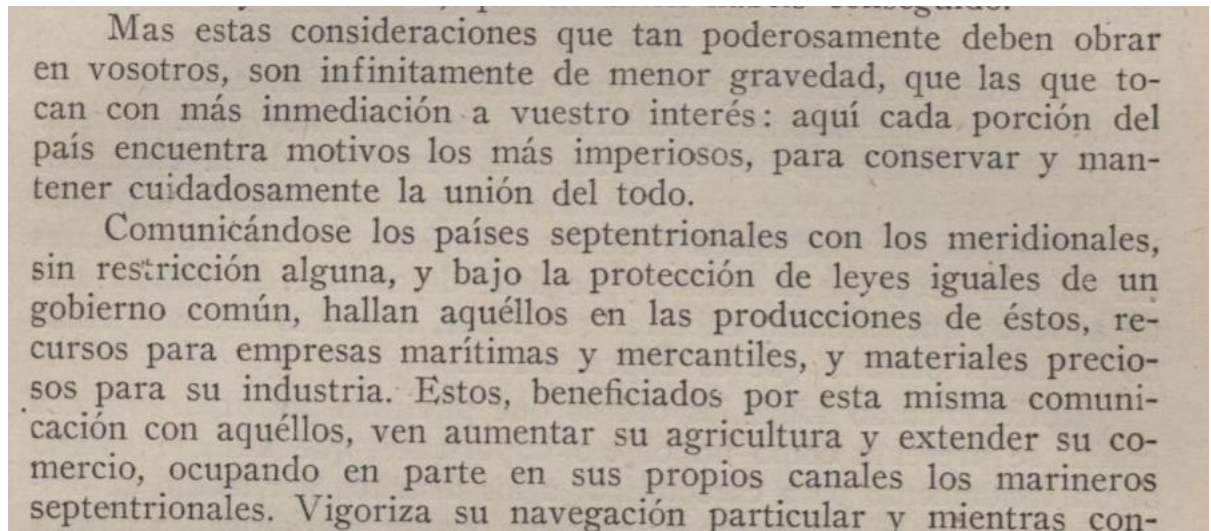 Mas estas consideraciones que tan poderosamente deben obrar
en vosotros, son infinitamente de menor gravedad, que las que to-
can con más inmediación a vuestro interés: aquí cada porción del
país encuentra motivos los más imperiosos, para conservar y man-
tener cuidadosamente la unión del todo.
Comunicándose los países septentrionales con los meridionales,
sin restricción alguna, y bajo la protección de leyes iguales de un
gobierno común, hallan aquéllos en las producciones de éstos, re-
cursos para empresas marítimas y mercantiles, y materiales precio-
sos para su industria. Estos, beneficiados por esta misma comuni-
cación con aquéllos, ven aumentar su agricultura y extender su co-
mercio, ocupando en parte en sus propios canales los marineros
septentrionales. Vigoriza su navegación particular y mientras con-